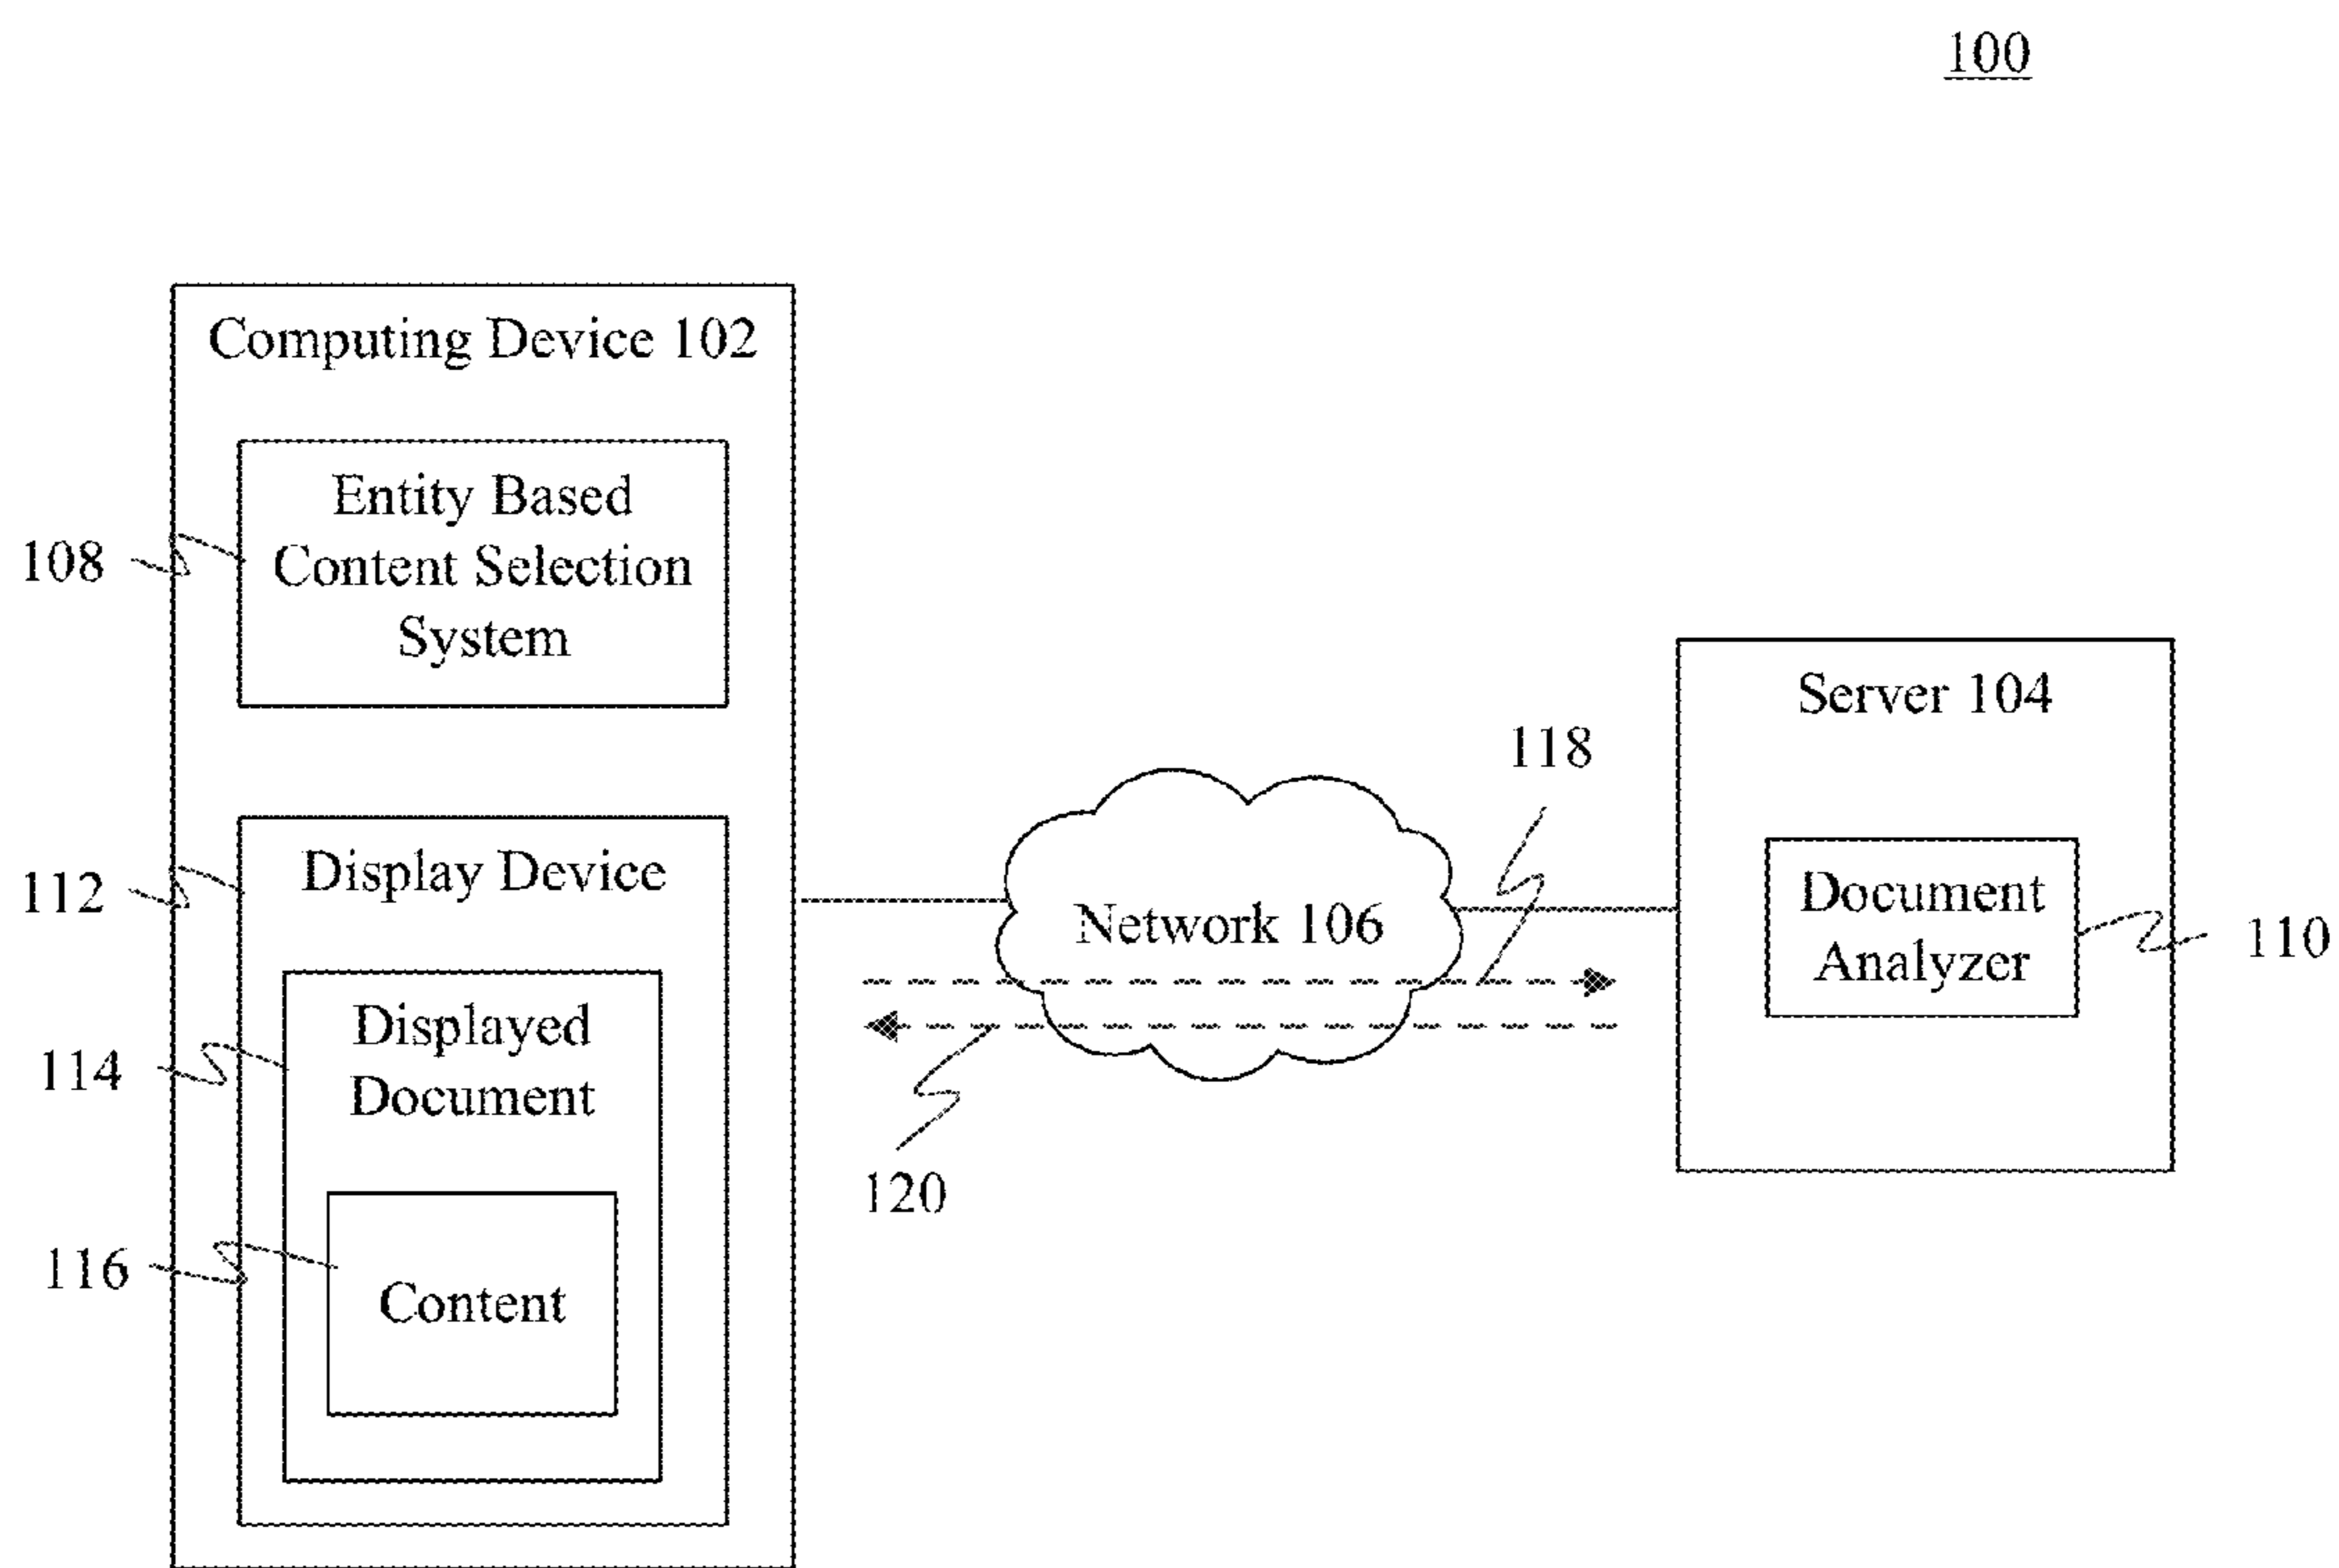 100
Computing Device 102
Entity Based
Content Selection
System
108
Display Device
112
Displayed
Document
114
Content
116
Network 106
118
120
Server 104
Document
Analyzer
110